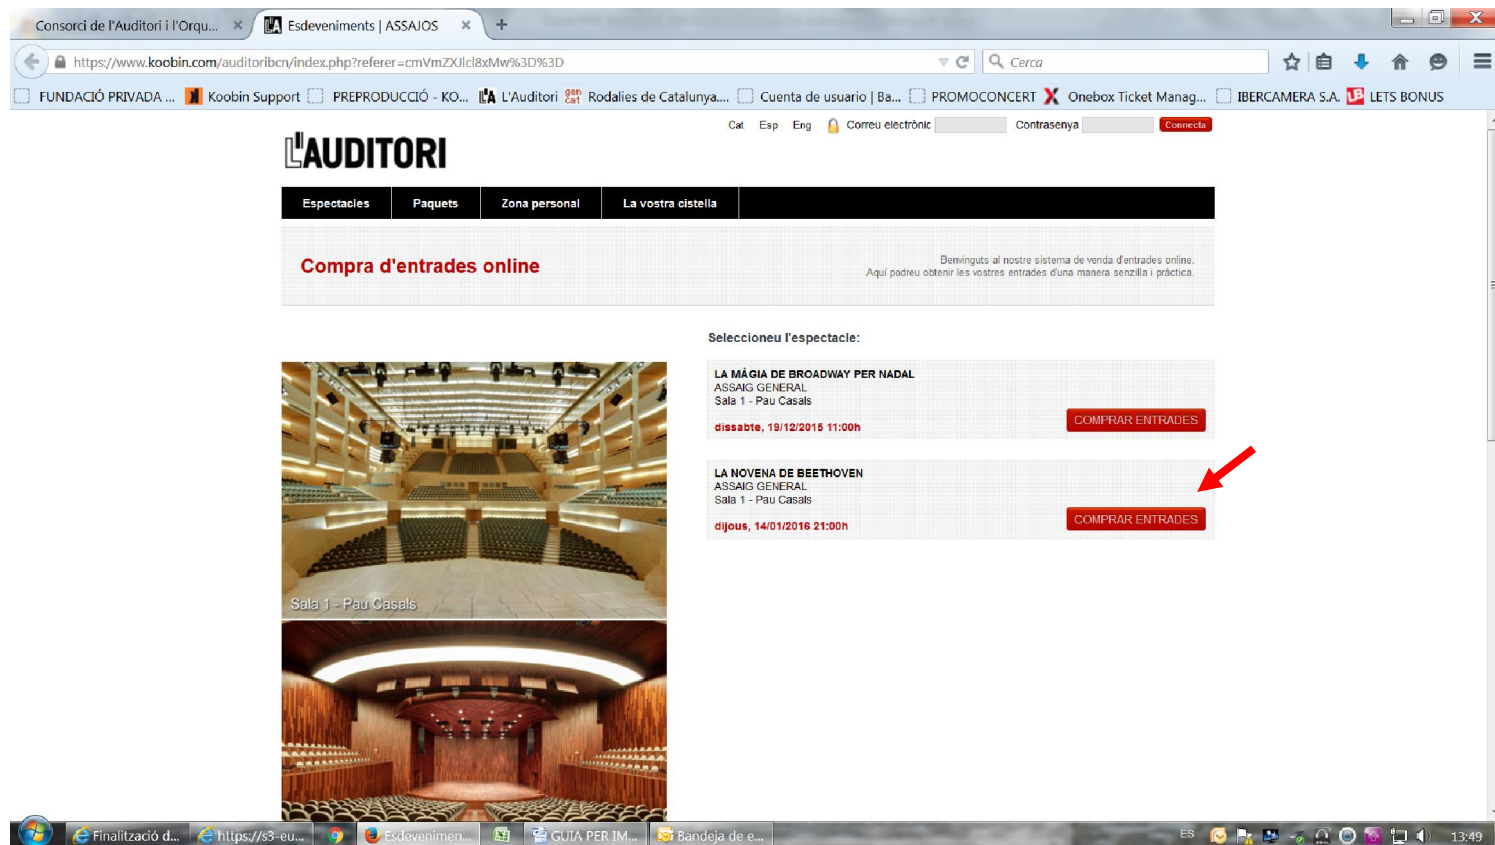 Consorci de l'Auditori i l'Orqu...
Esdeveniments | ASSAJOS
https://www.koobin.com/auditoribcn/index.php?referer=cmVmZXJlcl8xMw%3D%3D
Cerca
FUNDACIÓ PRIVADA ...
Koobin Support
PREPRODUCCIÓ - KO...
L'Auditori
Rodalies de Catalunya....
Cuenta de usuario | Ba...
PROMOCONCERT
Onebox Ticket Manag...
IBERCAMERA S.A.
LETS BONUS
Cat Esp Eng Correu electrònic Contrasenya Connecta
L'AUDITORI
Espectacles Paquets Zona personal La vostra cistella
Compra d'entrades online
Benvinguts al nostre sistema de venda d'entrades online.
Aquí podreu obtenir les vostres entrades d'una manera senzilla i pràctica.
Seleccioneu l'espectacle:
LA MÀGIA DE BROADWAY PER NADAL
ASSAIG GENERAL
Sala 1 - Pau Casals
dissabte, 19/12/2015 11:00h
COMPRAR ENTRADES
LA NOVENA DE BEETHOVEN
ASSAIG GENERAL
Sala 1 - Pau Casals
dijous, 14/01/2016 21:00h
COMPRAR ENTRADES
Sala 1 - Pau Casals
Finalització d...
https://s3-eu...
Esdevenimen...
GUIA PER IM...
Bandeja de e...
ES
13:49